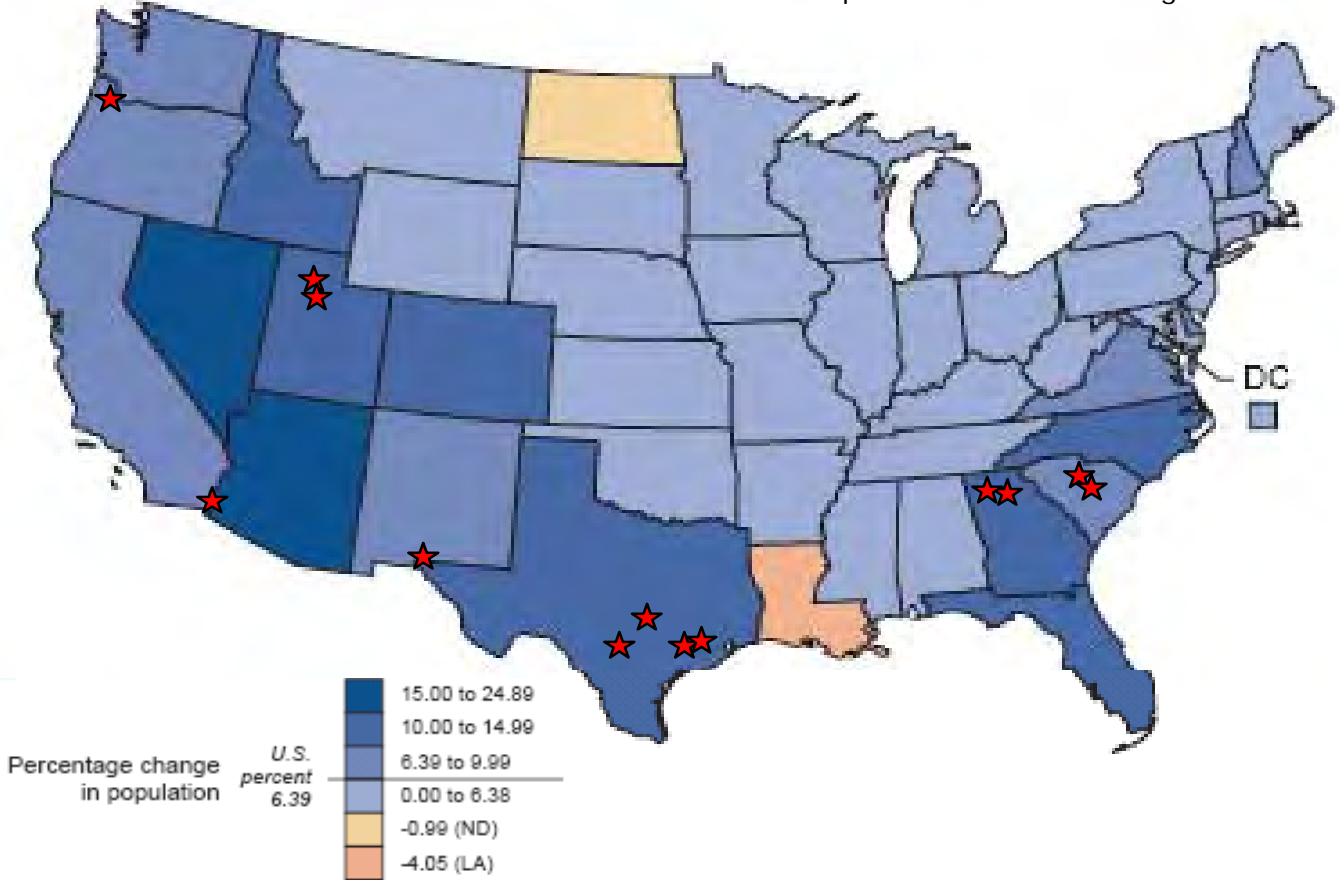 DC
15.00 to 24.89
10.00 to 14.99
6.39 to 9.99
0.00 to 6.38
-0.99 (ND)
-4.05 (LA)
Percentage change
in population
U.S.
percent
6.39